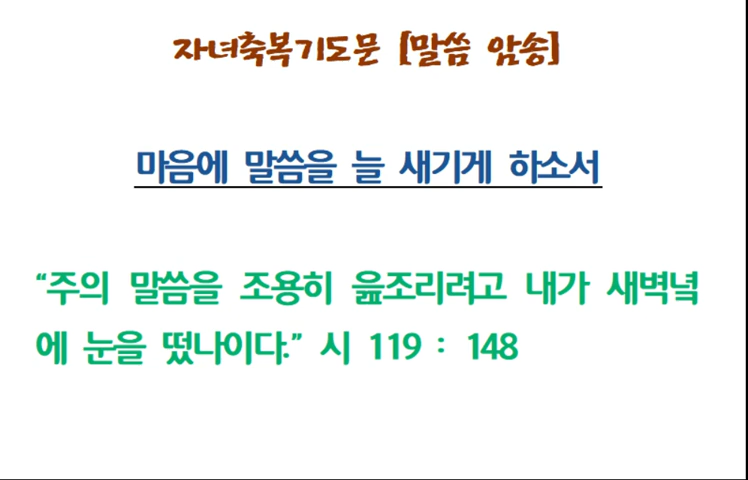 자녀축복기도문 [말씀 암송]
마음에 말씀을 늘 새기게 하소서
“주의 말씀을 조용히 읊조리려고 내가 새벽녘
에 눈을 떴나이다.” 시 119 : 148